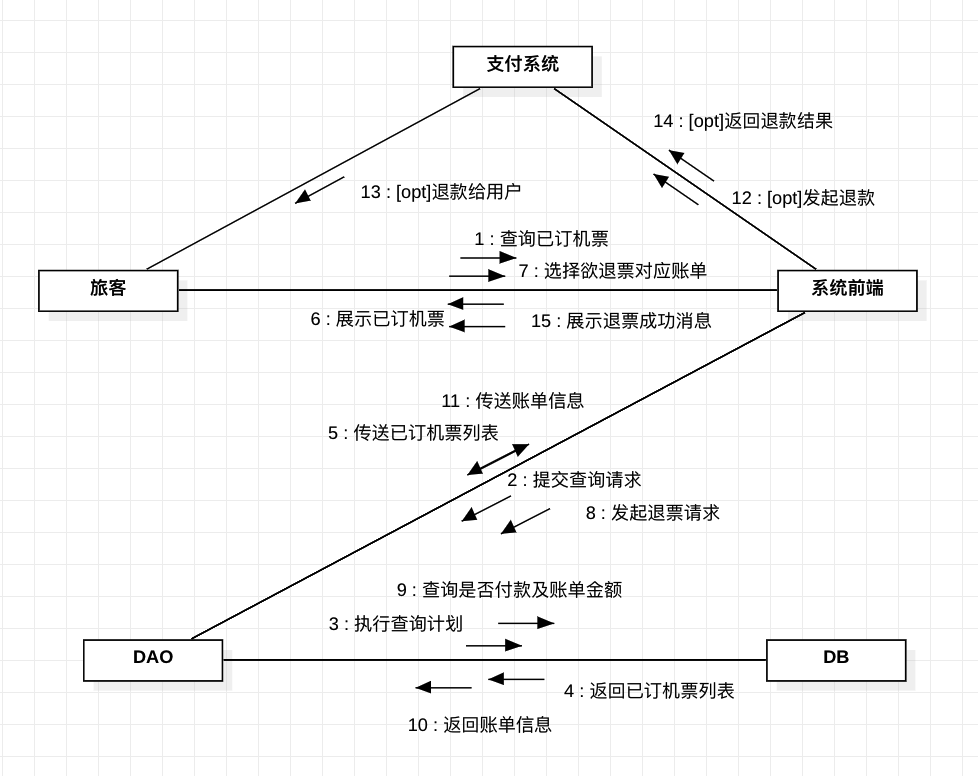 支付系统
14 : [opt]返回退款结果
13 : [opt]退款给用户
12 : [opt]发起退款
1 : 查询已订机票
7 : 选择欲退票对应账单
旅客
系统前端
6 : 展示已订机票
15 : 展示退票成功消息
11 : 传送账单信息
5 : 传送已订机票列表
2 : 提交查询请求
8 : 发起退票请求
9 : 查询是否付款及账单金额
3 : 执行查询计划
DAO
DB
4 : 返回已订机票列表
10 : 返回账单信息